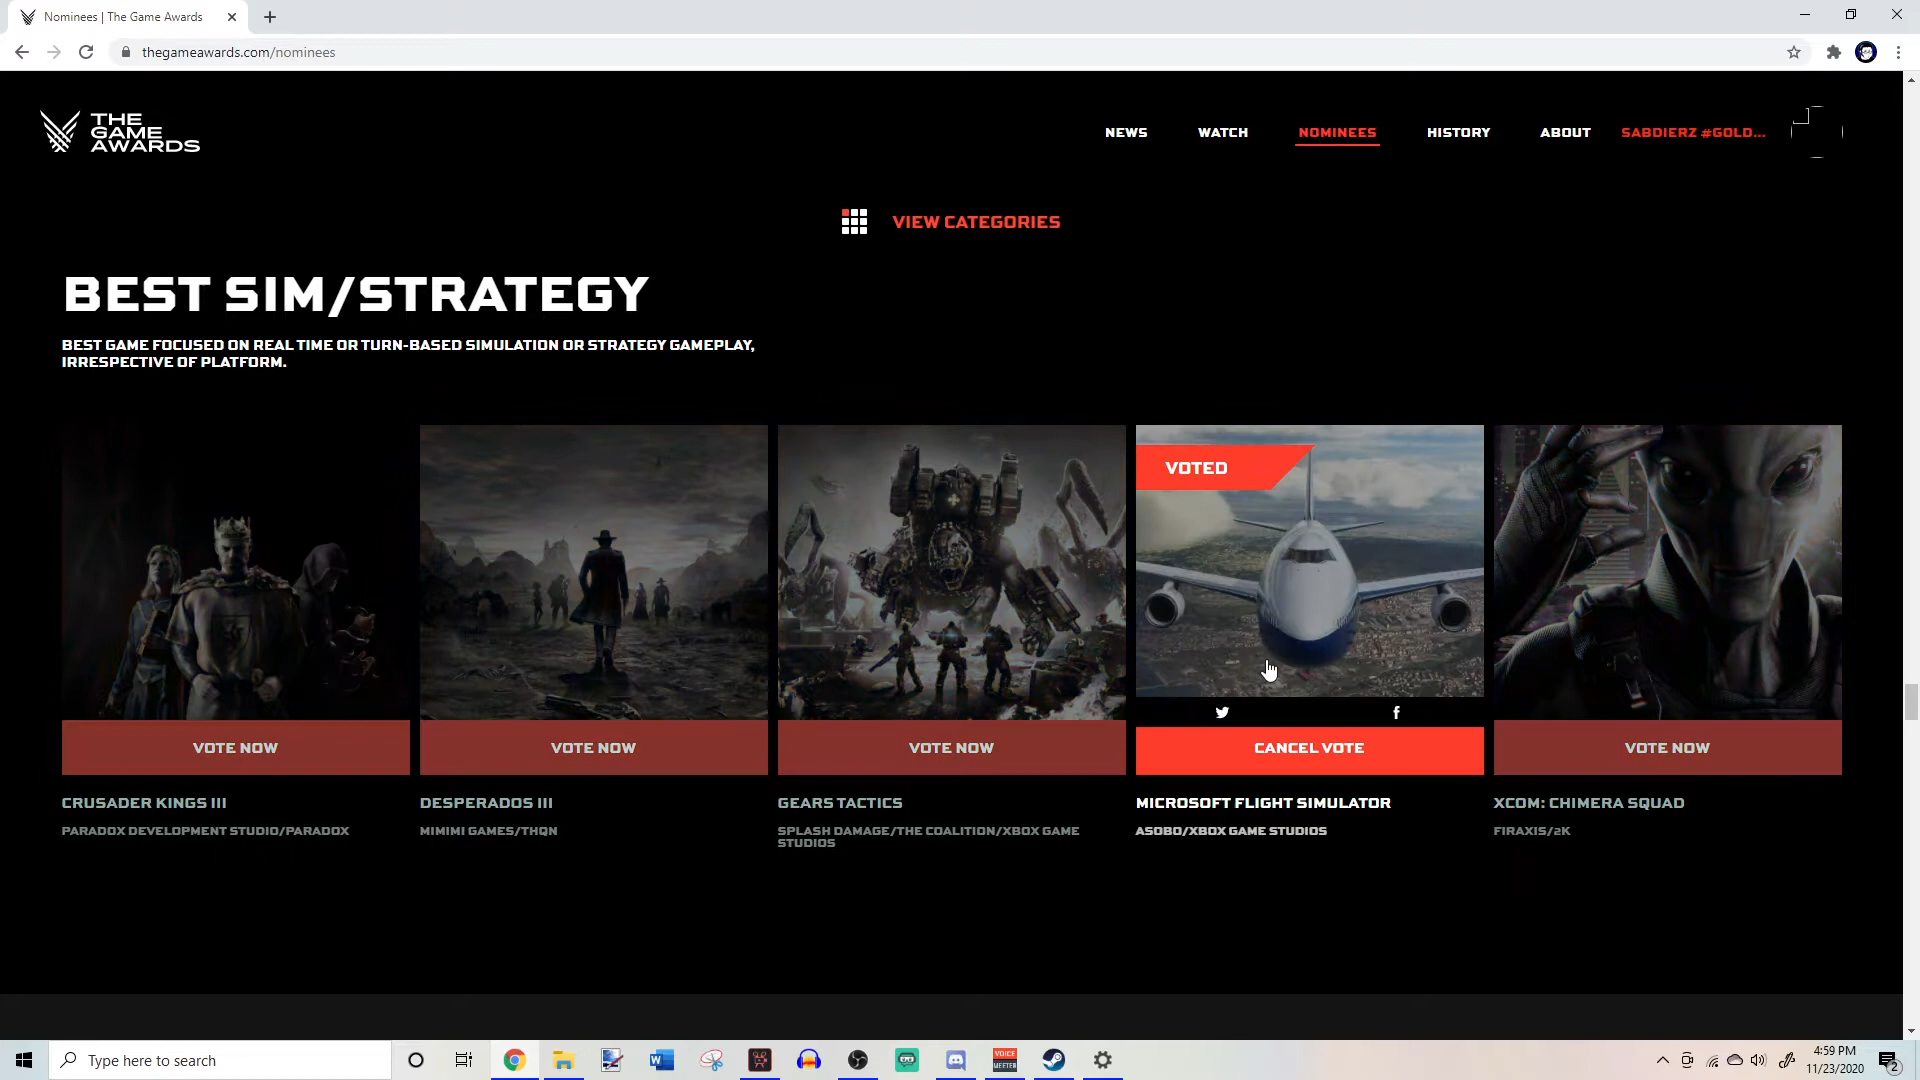 Nominees | The Game Awards
thegameawards.com/nominees
THE
GAME
AWARDS
NEWS WATCH NOMINEES HISTORY ABOUT SABDIERZ #GOLD...
VIEW CATEGORIES
BEST SIM/STRATEGY
BEST GAME FOCUSED ON REAL TIME OR TURN-BASED SIMULATION OR STRATEGY GAMEPLAY,
IRRESPECTIVE OF PLATFORM.
VOTED
VOTE NOW VOTE NOW VOTE NOW CANCEL VOTE VOTE NOW
CRUSADER KINGS III DESPERADOS III GEARS TACTICS MICROSOFT FLIGHT SIMULATOR XCOM: CHIMERA SQUAD
PARADOX DEVELOPMENT STUDIO/PARADOX MIMIMI GAMES/THQN SPLASH DAMAGE/THE COALITION/XBOX GAME ASOBO/XBOX GAME STUDIOS FIRAXIS/2K
STUDIOS
Type here to search
VOICE
MEETER
4:59 PM
11/23/2020
2